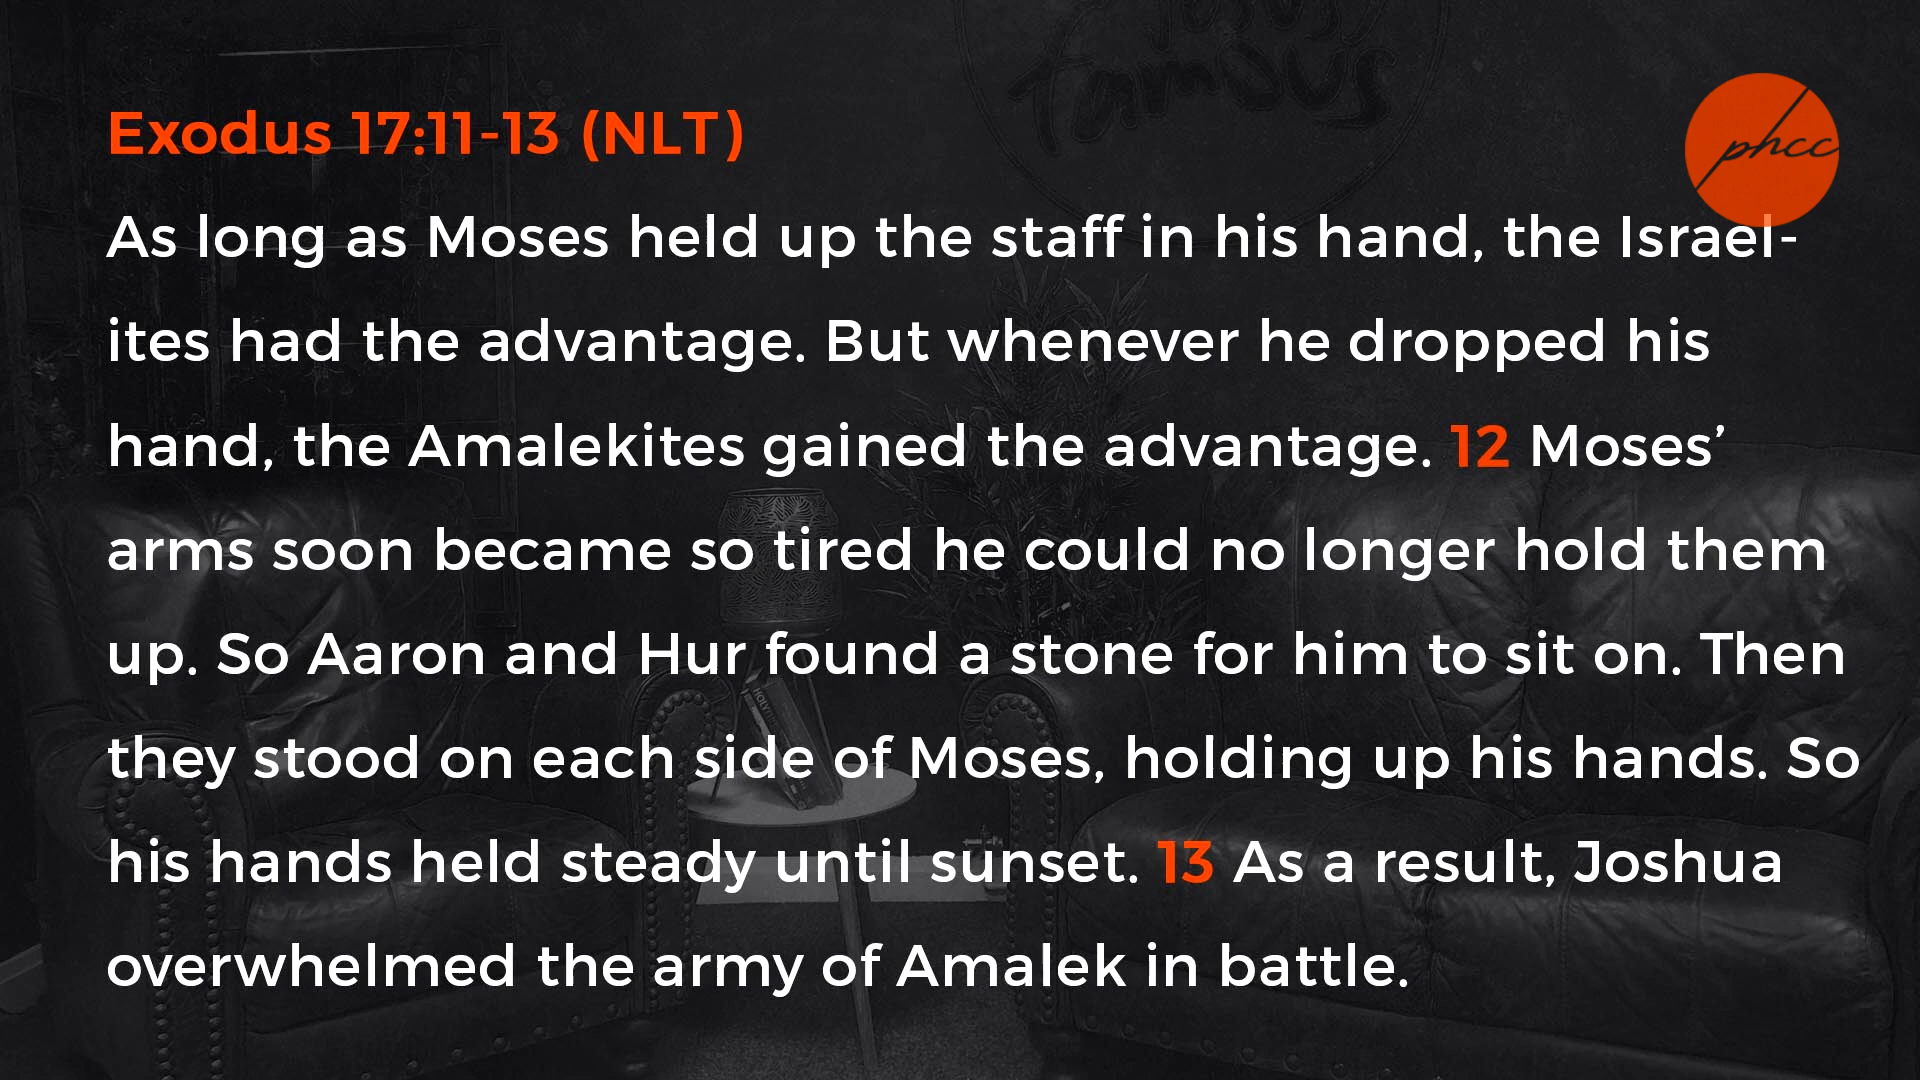 Jesus
famous
Exodus 17:11-13 (NLT)
phcc
As long as Moses held up the staff in his hand, the Israel-
ites had the advantage. But whenever he dropped his
hand, the Amalekites gained the advantage. 12 Moses’
arms soon became so tired he could no longer hold them
up. So Aaron and Hur found a stone for him to sit on. Then
they stood on each side of Moses, holding up his hands. So
his hands held steady until sunset. 13 As a result, Joshua
overwhelmed the army of Amalek in battle.
HOLY